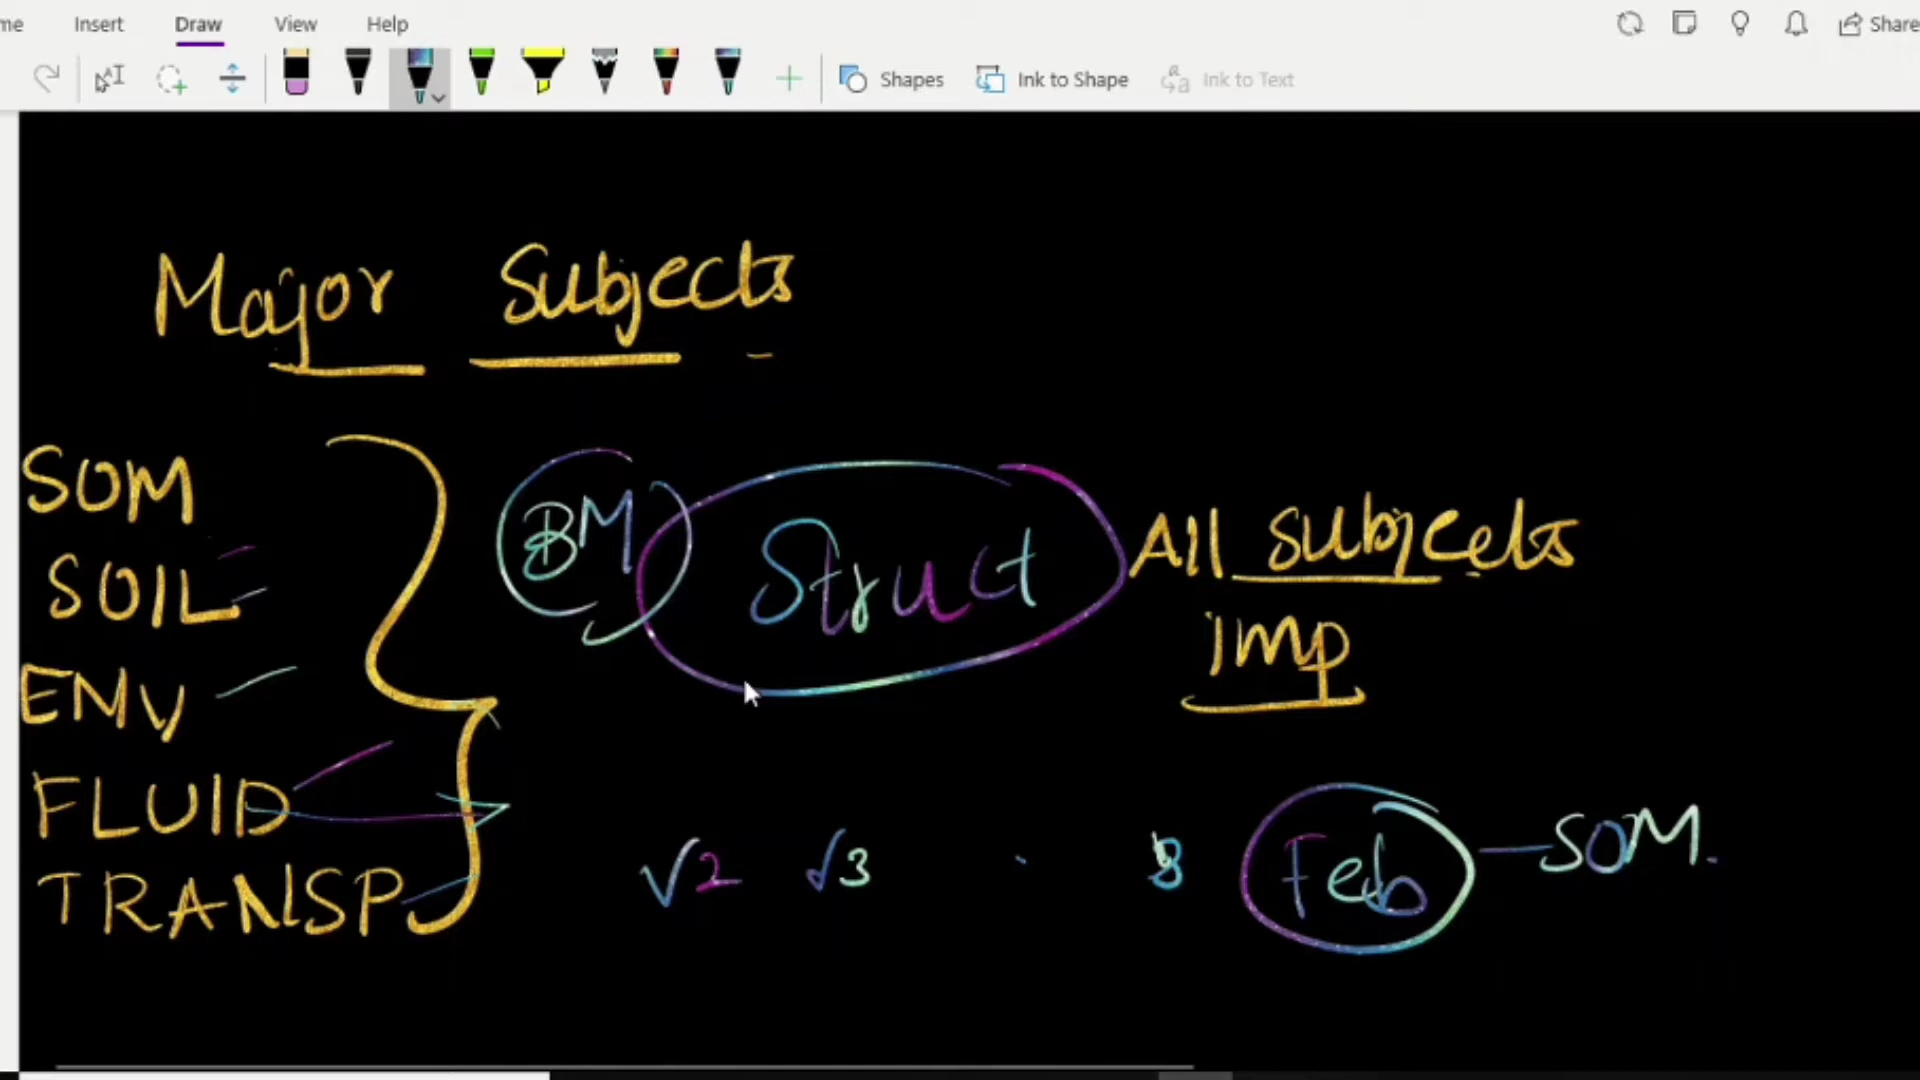 me Insert Draw View Help Share
Shapes Ink to Shape Ink to Text
Major Subjects
SOM
SOIL
ENV
FLUID
TRANSP
BM Struct All subjects
imp
√2 √3 8 Feb — SOM.